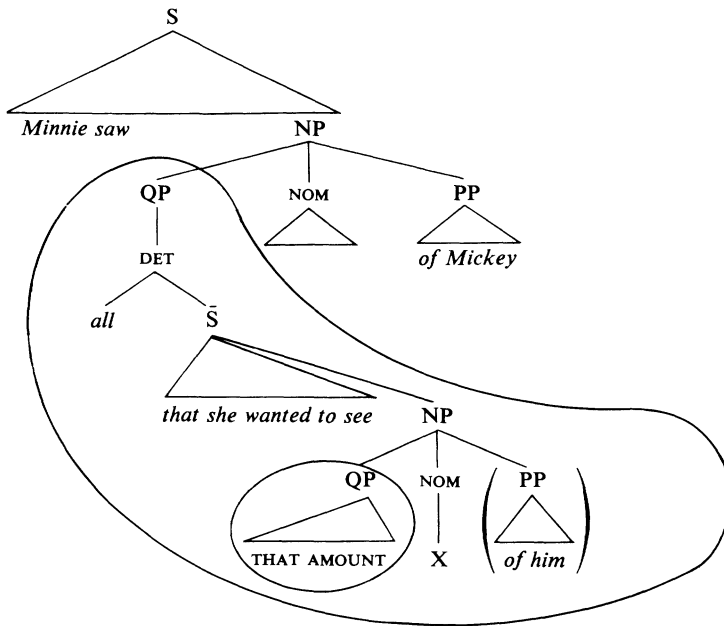 S
Minnie saw NP
QP NOM PP
DET of Mickey
all S̄
that she wanted to see NP
QP NOM PP
THAT AMOUNT X of him